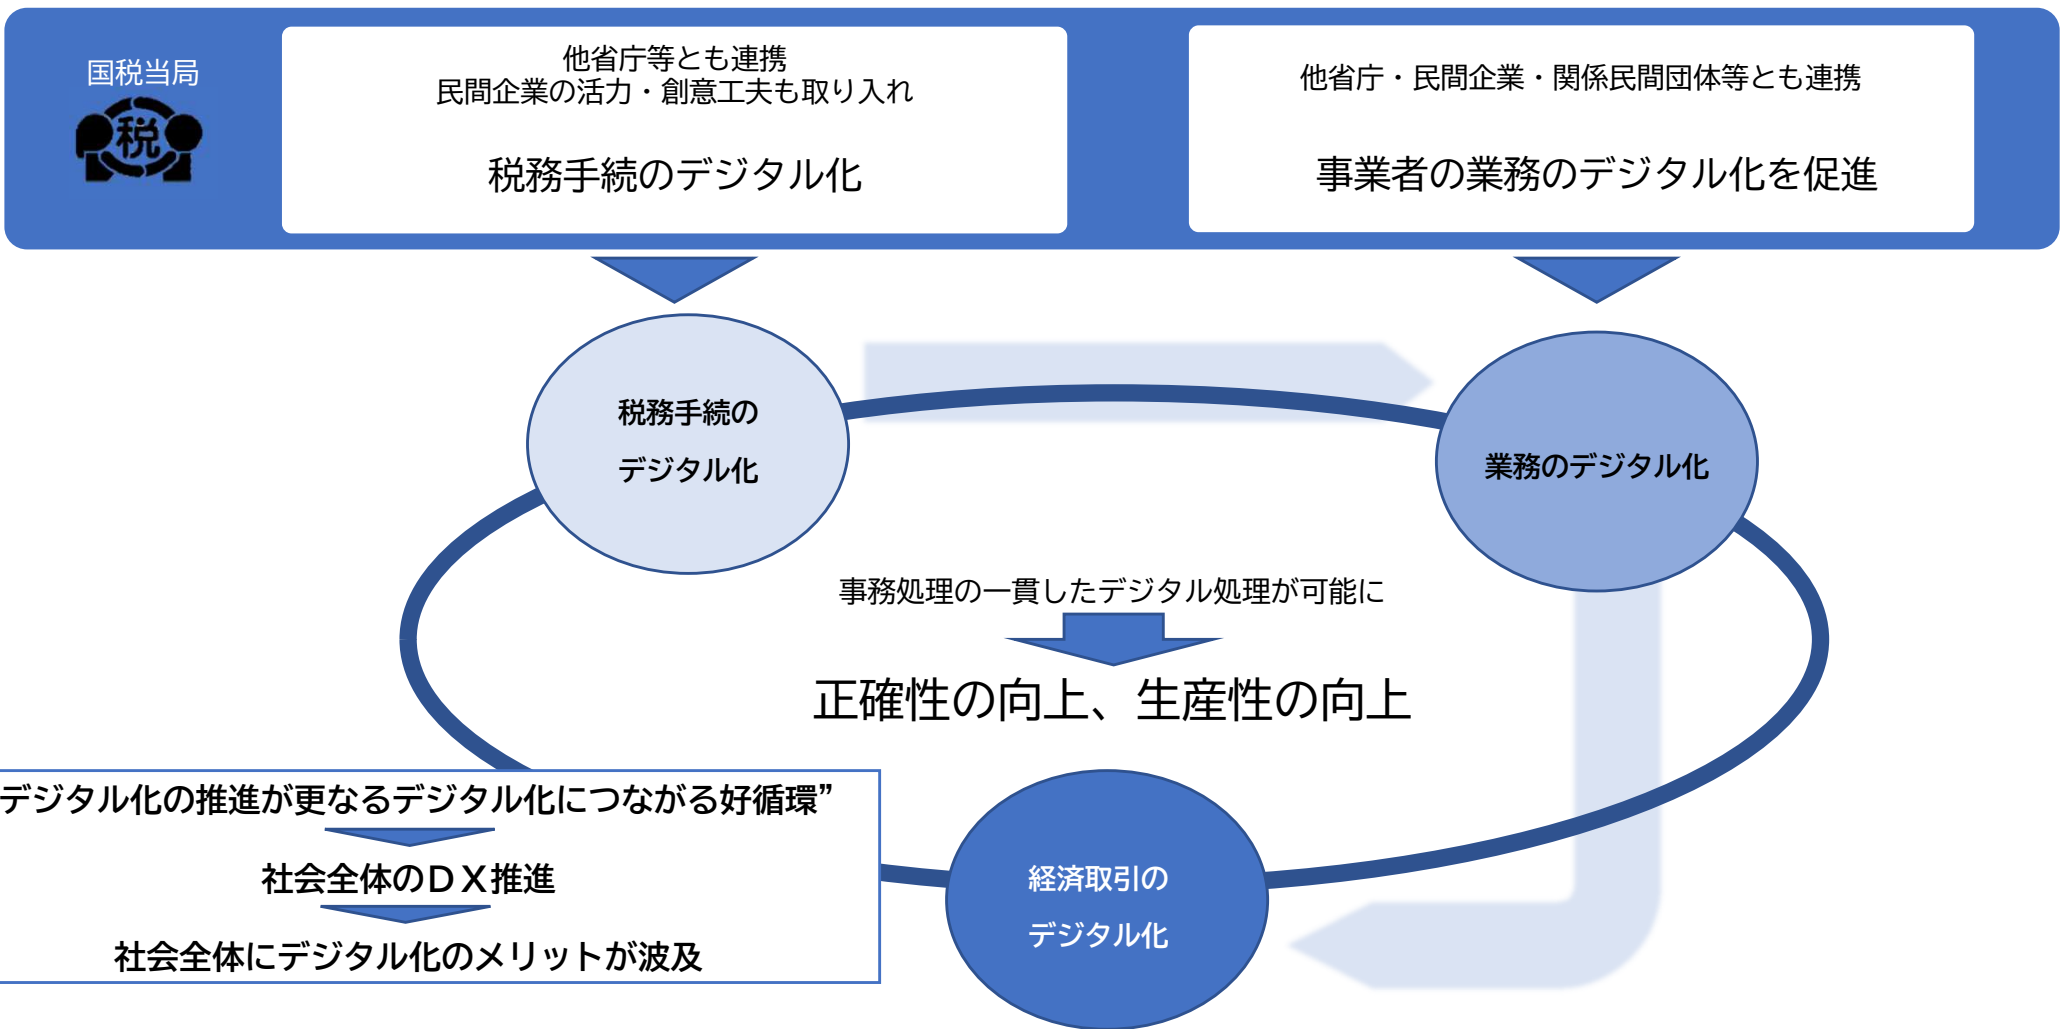 国税当局
税
他省庁等とも連携
民間企業の活力・創意工夫も取り入れ
税務手続のデジタル化
他省庁・民間企業・関係民間団体等とも連携
事業者の業務のデジタル化を促進
税務手続の
デジタル化
業務のデジタル化
事務処理の一貫したデジタル処理が可能に
正確性の向上、生産性の向上
デジタル化の推進が更なるデジタル化につながる好循環”
社会全体のＤＸ推進
社会全体にデジタル化のメリットが波及
経済取引の
デジタル化